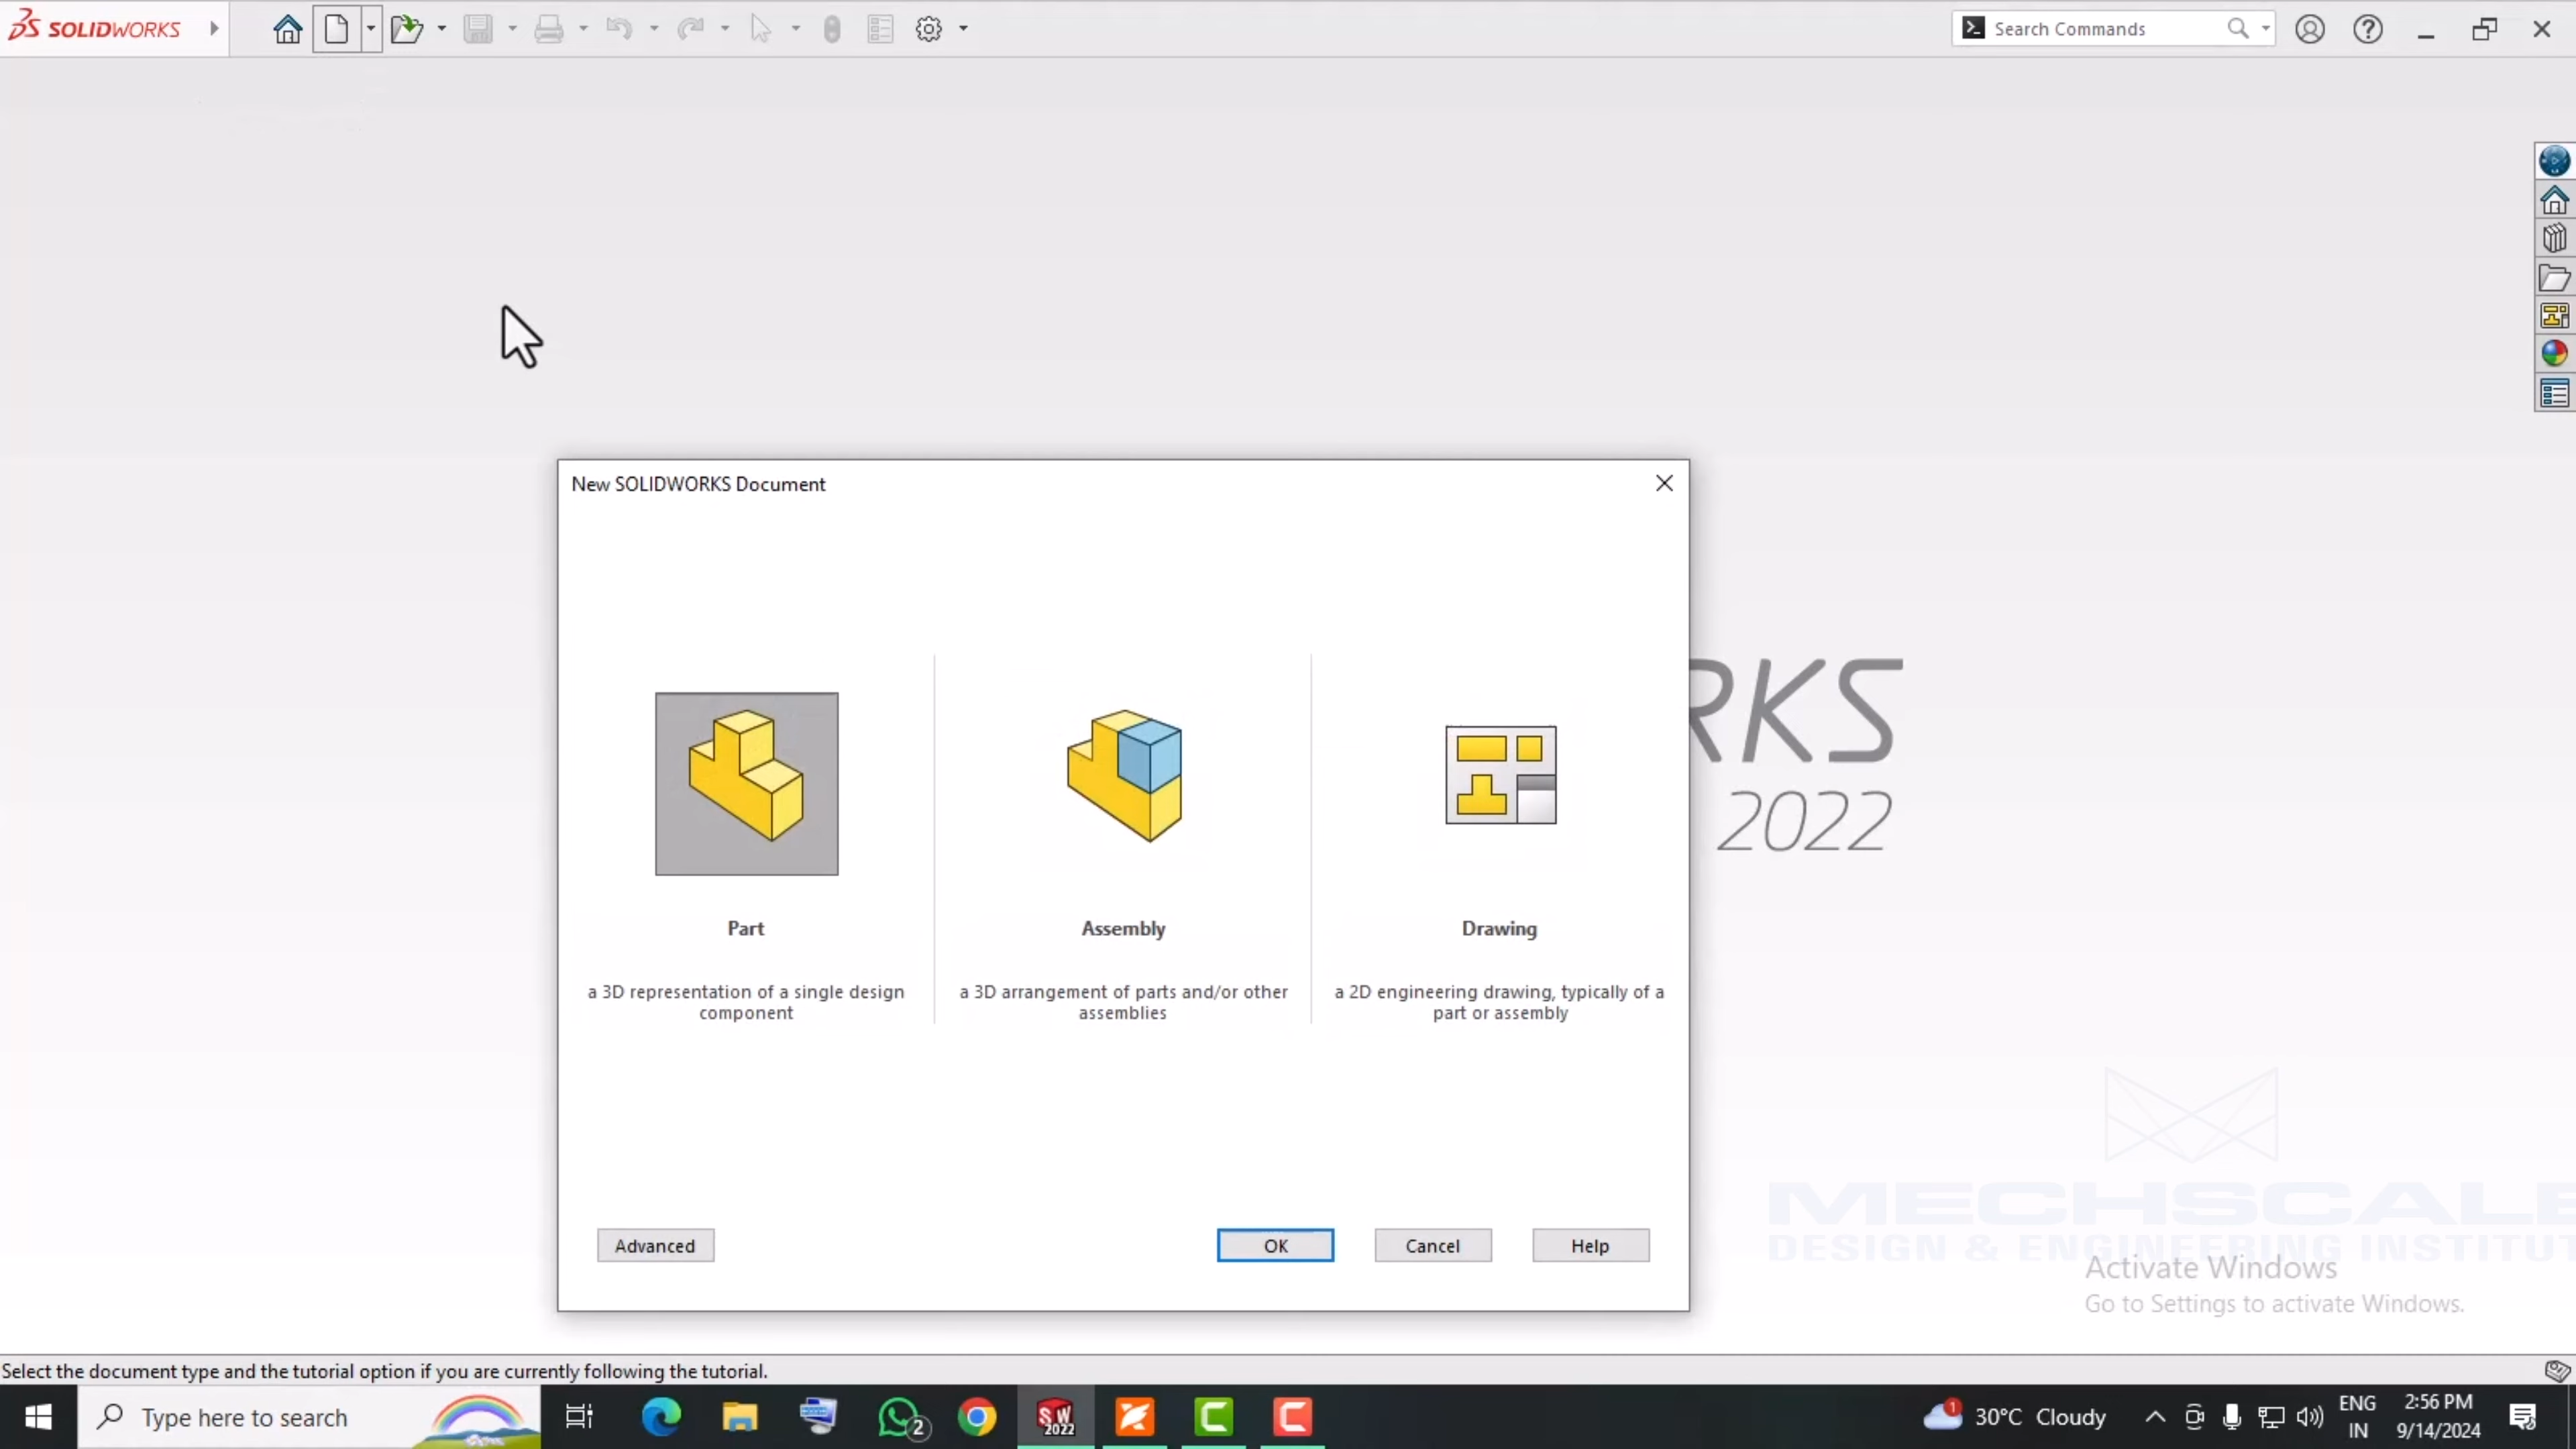 SOLIDWORKS
Search Commands
New SOLIDWORKS Document
RKS
2022
Part
Assembly
Drawing
a 3D representation of a single design
component
a 3D arrangement of parts and/or other
assemblies
a 2D engineering drawing, typically of a
part or assembly
MECHSCALE
DESIGN & ENGINEERING INSTITUT
Advanced
OK
Cancel
Help
Activate Windows
Go to Settings to activate Windows.
Select the document type and the tutorial option if you are currently following the tutorial.
Type here to search
2
SW
2022
1
30°C Cloudy
ENG
IN
2:56 PM
9/14/2024